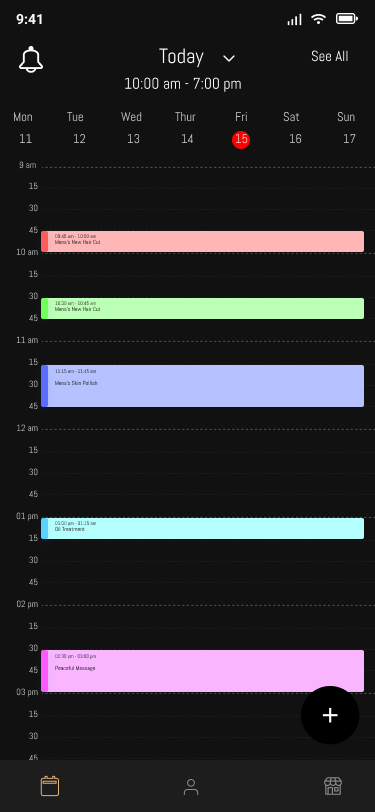 9:41
Today
See All
10:00 am - 7:00 pm
Mon Tue Wed Thur Fri Sat Sun
11 12 13 14 15 16 17
9 am
15
30
45
09:45 am - 10:00 am
Mens's New Hair Cut
10 am
15
30
10:30 am - 10:45 am
Mens's New Hair Cut
45
11 am
15
11:15 am - 11:45 am
30
Mens's Skin Polish
45
12 am
15
30
45
01 pm
01:00 pm - 01:15 am
Oil Treatment
15
30
45
02 pm
15
30
02:30 pm - 03:00 pm
45
Peaceful Massage
03 pm
15
30
45